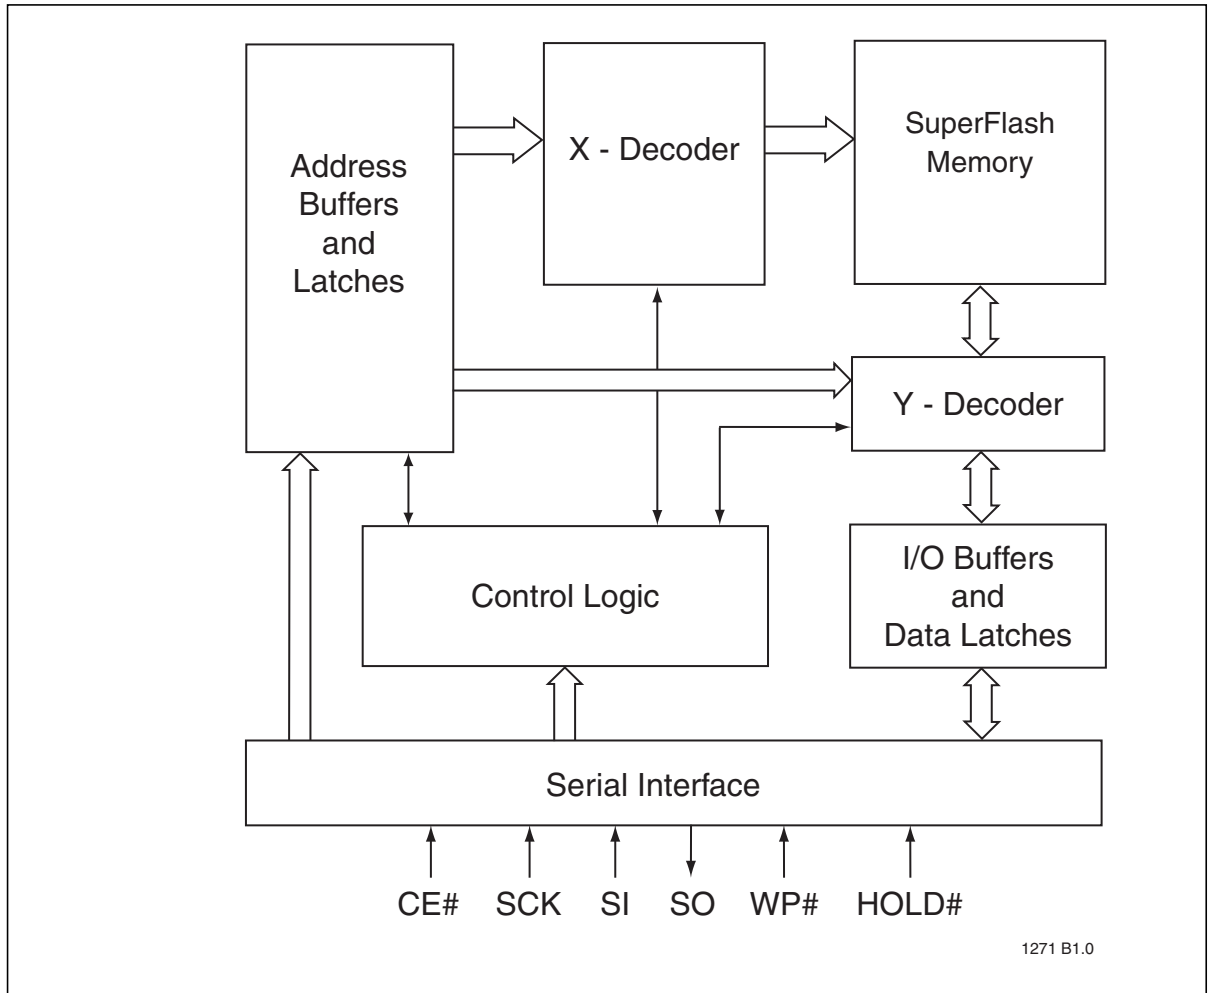 Address
Buffers
and
Latches
X - Decoder
SuperFlash
Memory
Y - Decoder
Control Logic
I/O Buffers
and
Data Latches
Serial Interface
CE# SCK SI SO WP# HOLD#
1271 B1.0